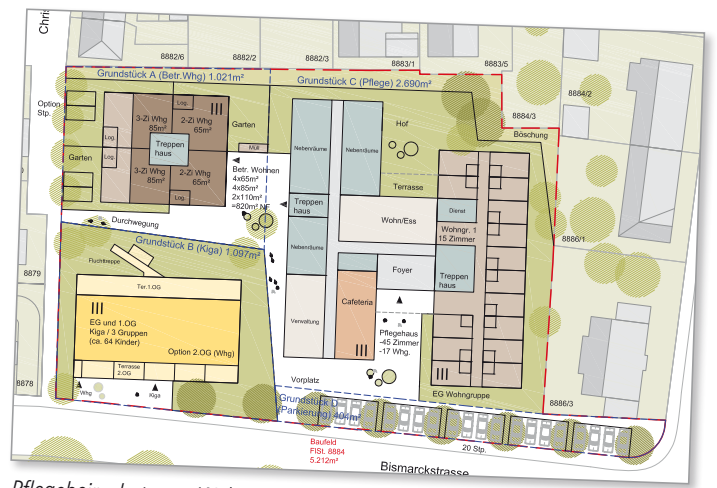 Chris
8882/6
8882/2
8882/3
8883/1
8883/5
8884/2
8884/3
Grundstück A (Betr.Whg) 1.021m²
Grundstück C (Pflege) 2.690m²
Option
Stp.
Log.
3-Zi Whg
85m²
2-Zi Whg
65m²
Garten
Hof
Böschung
Log.
Treppen
haus
Müll
Nebenräume
Nebenräume
Garten
Log.
3-Zi Whg
85m²
2-Zi Whg
65m²
Log.
Betr. Wohnen
4x65m²
4x85m²
2x110m²
=820m² NF
Terrasse
Treppen
haus
Wohn/Ess
Dienst
Wohngr. 1
15 Zimmer
Durchwegung
Grundstück B (Kiga) 1.097m²
Nebenräume
8886/1
Fluchttreppe
Foyer
Treppen
haus
8879
Ter.1.OG
EG und 1.OG
Kiga / 3 Gruppen
(ca. 64 Kinder)
Option 2.OG (Whg)
Verwaltung
Cafeteria
Pflegehaus
-45 Zimmer
-17 Whg.
Terrasse
2.OG
8878
Whg
Kiga
Vorplatz
EG Wohngruppe
8886/3
Grundstück D
(Parkierung) 404m²
Baufeld
FlSt. 8884
5.212m²
20 Stp.
Bismarckstrasse